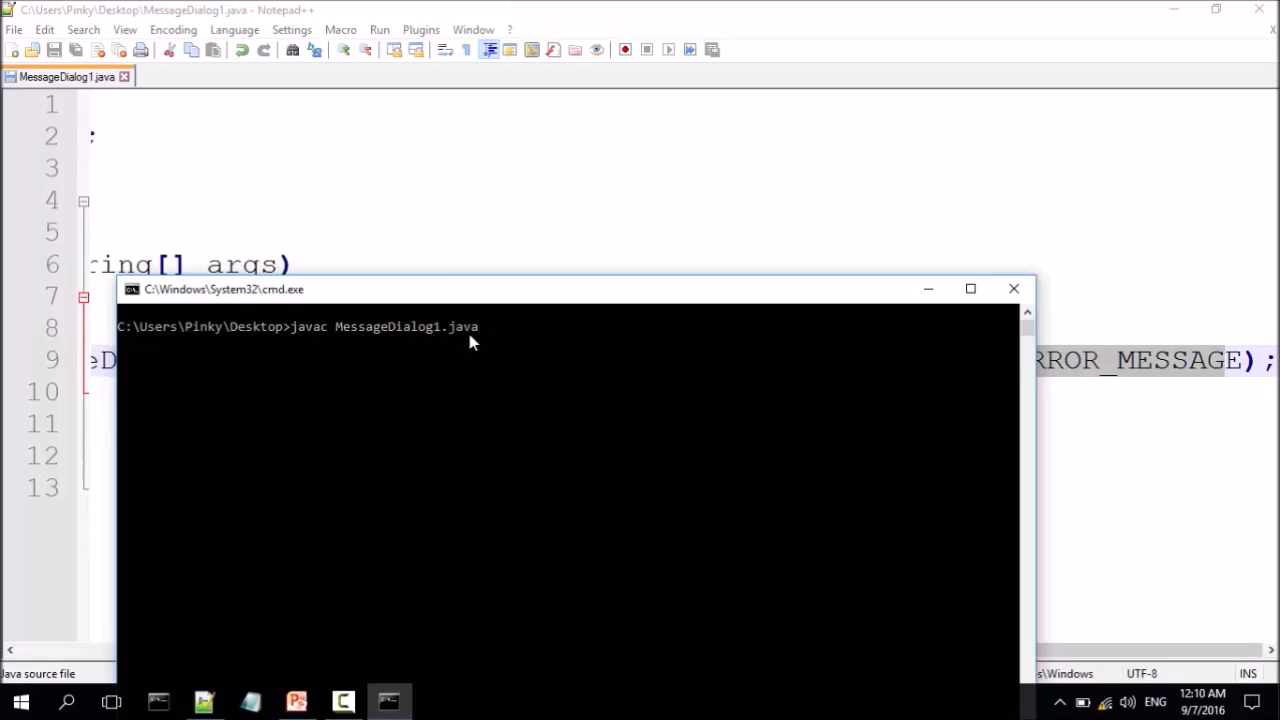 C:\Users\Pinky\Desktop\MessageDialog1.java - Notepad++
File Edit Search View Encoding Language Settings Macro Run Plugins Window ?
X
MessageDialog1.java
1
2 ;
3
4
5
6 ring[] args)
7
8
9 eD RROR_MESSAGE);
10
11
12
13
C:\Windows\System32\cmd.exe
C:\Users\Pinky\Desktop>javac MessageDialog1.java
Java source file s\Windows UTF-8 INS
ENG 12:10 AM
9/7/2016